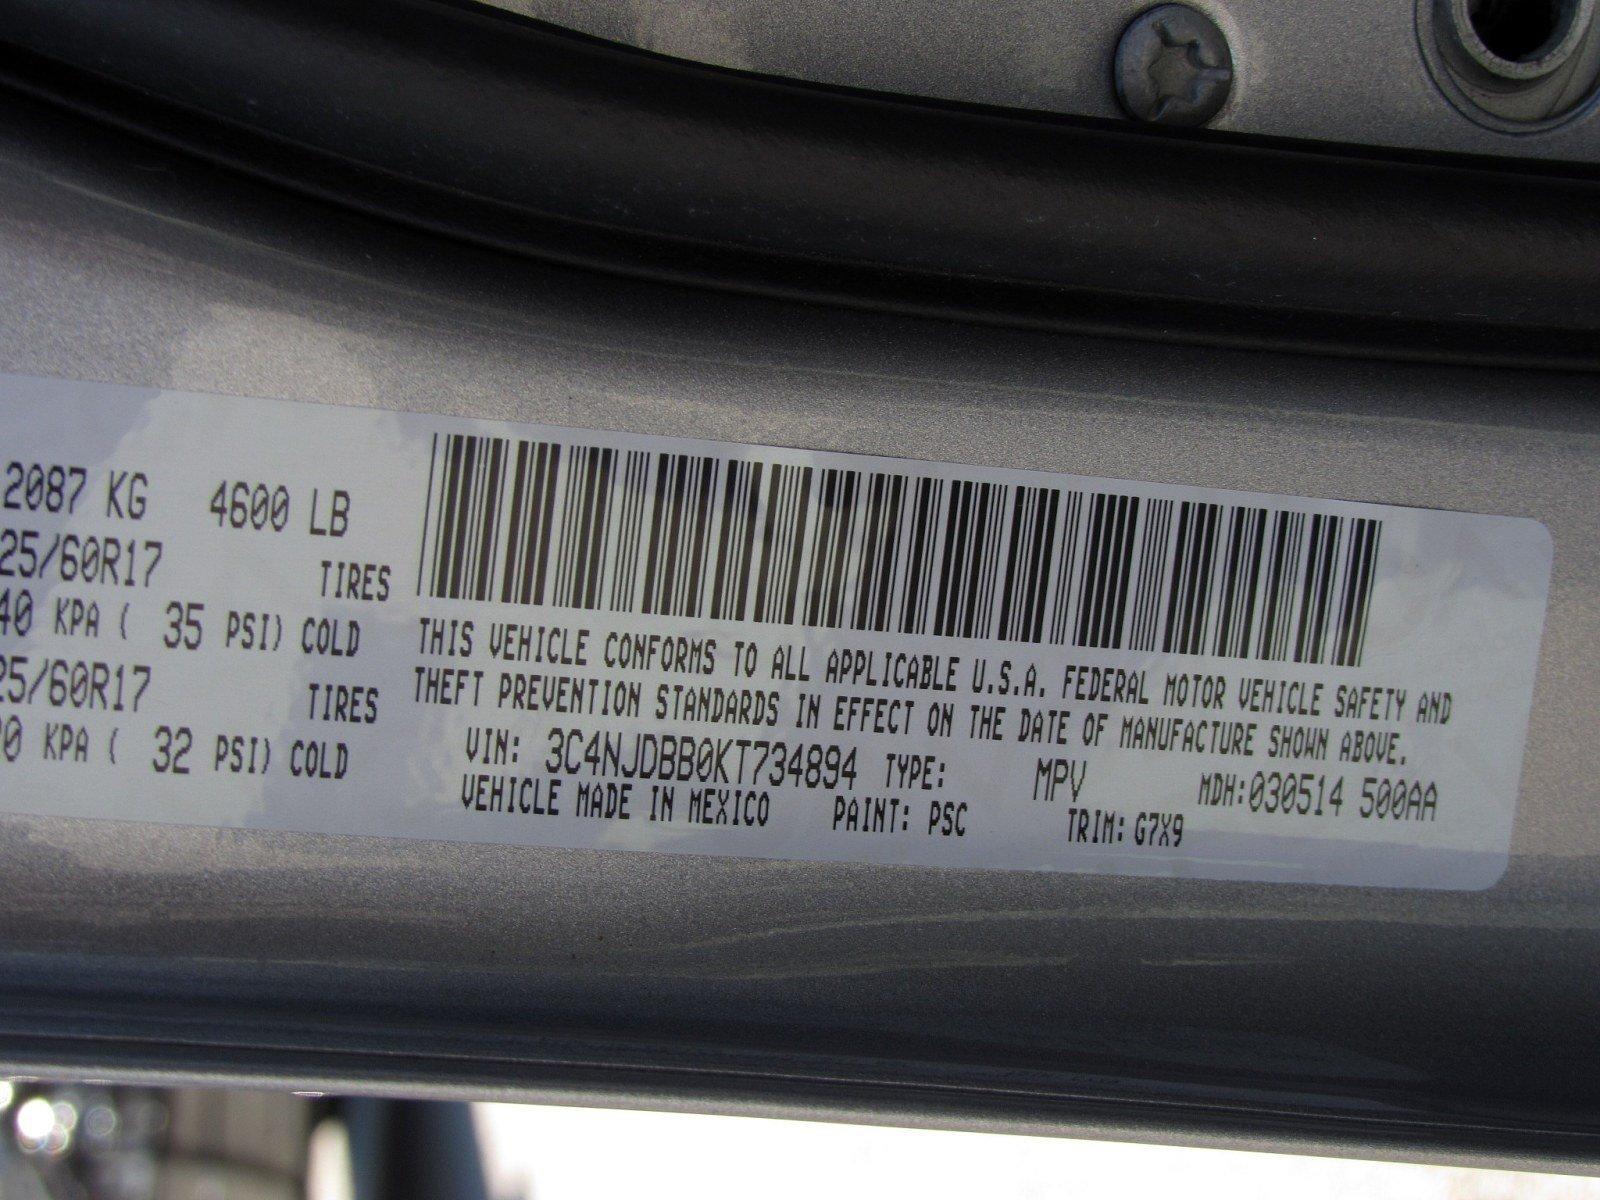 2087 KG 4600 LB
25/60R17 TIRES
40 KPA ( 35 PSI) COLD
25/60R17 TIRES
0 KPA ( 32 PSI) COLD
THIS VEHICLE CONFORMS TO ALL APPLICABLE U.S.A. FEDERAL MOTOR VEHICLE SAFETY AND
THEFT PREVENTION STANDARDS IN EFFECT ON THE DATE OF MANUFACTURE SHOWN ABOVE.
VIN: 3C4NJDBB0KT734894 TYPE: MPV MDH:030514 500AA
VEHICLE MADE IN MEXICO PAINT: PSC TRIM: G7X9